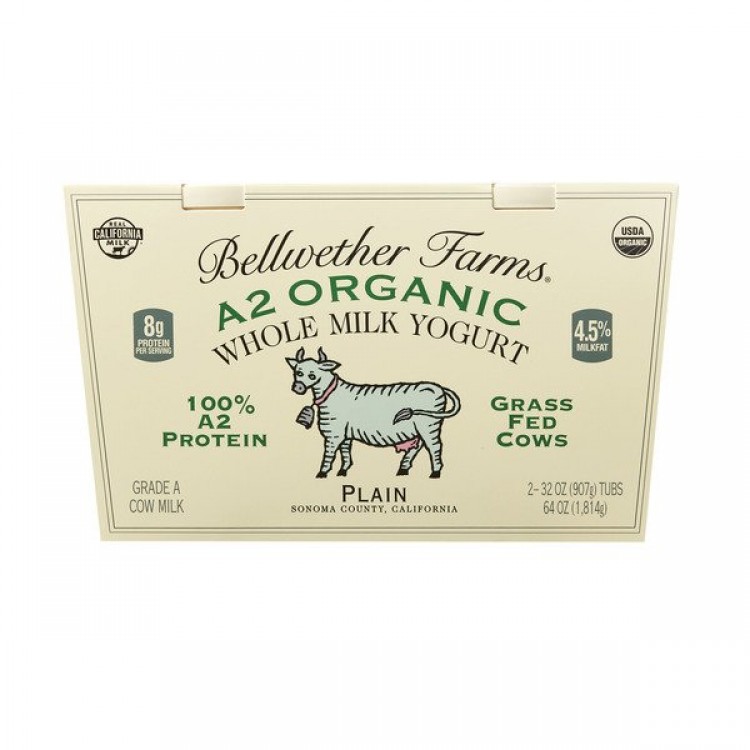 REAL
CALIFORNIA
MILK
USDA
ORGANIC
Bellwether Farms®
A2 ORGANIC
WHOLE MILK YOGURT
8g
PROTEIN
PER SERVING
4.5%
MILKFAT
100%
A2
PROTEIN
GRASS
FED
COWS
GRADE A
COW MILK
PLAIN
SONOMA COUNTY, CALIFORNIA
2-32 OZ (907g) TUBS
64 OZ (1,814g)